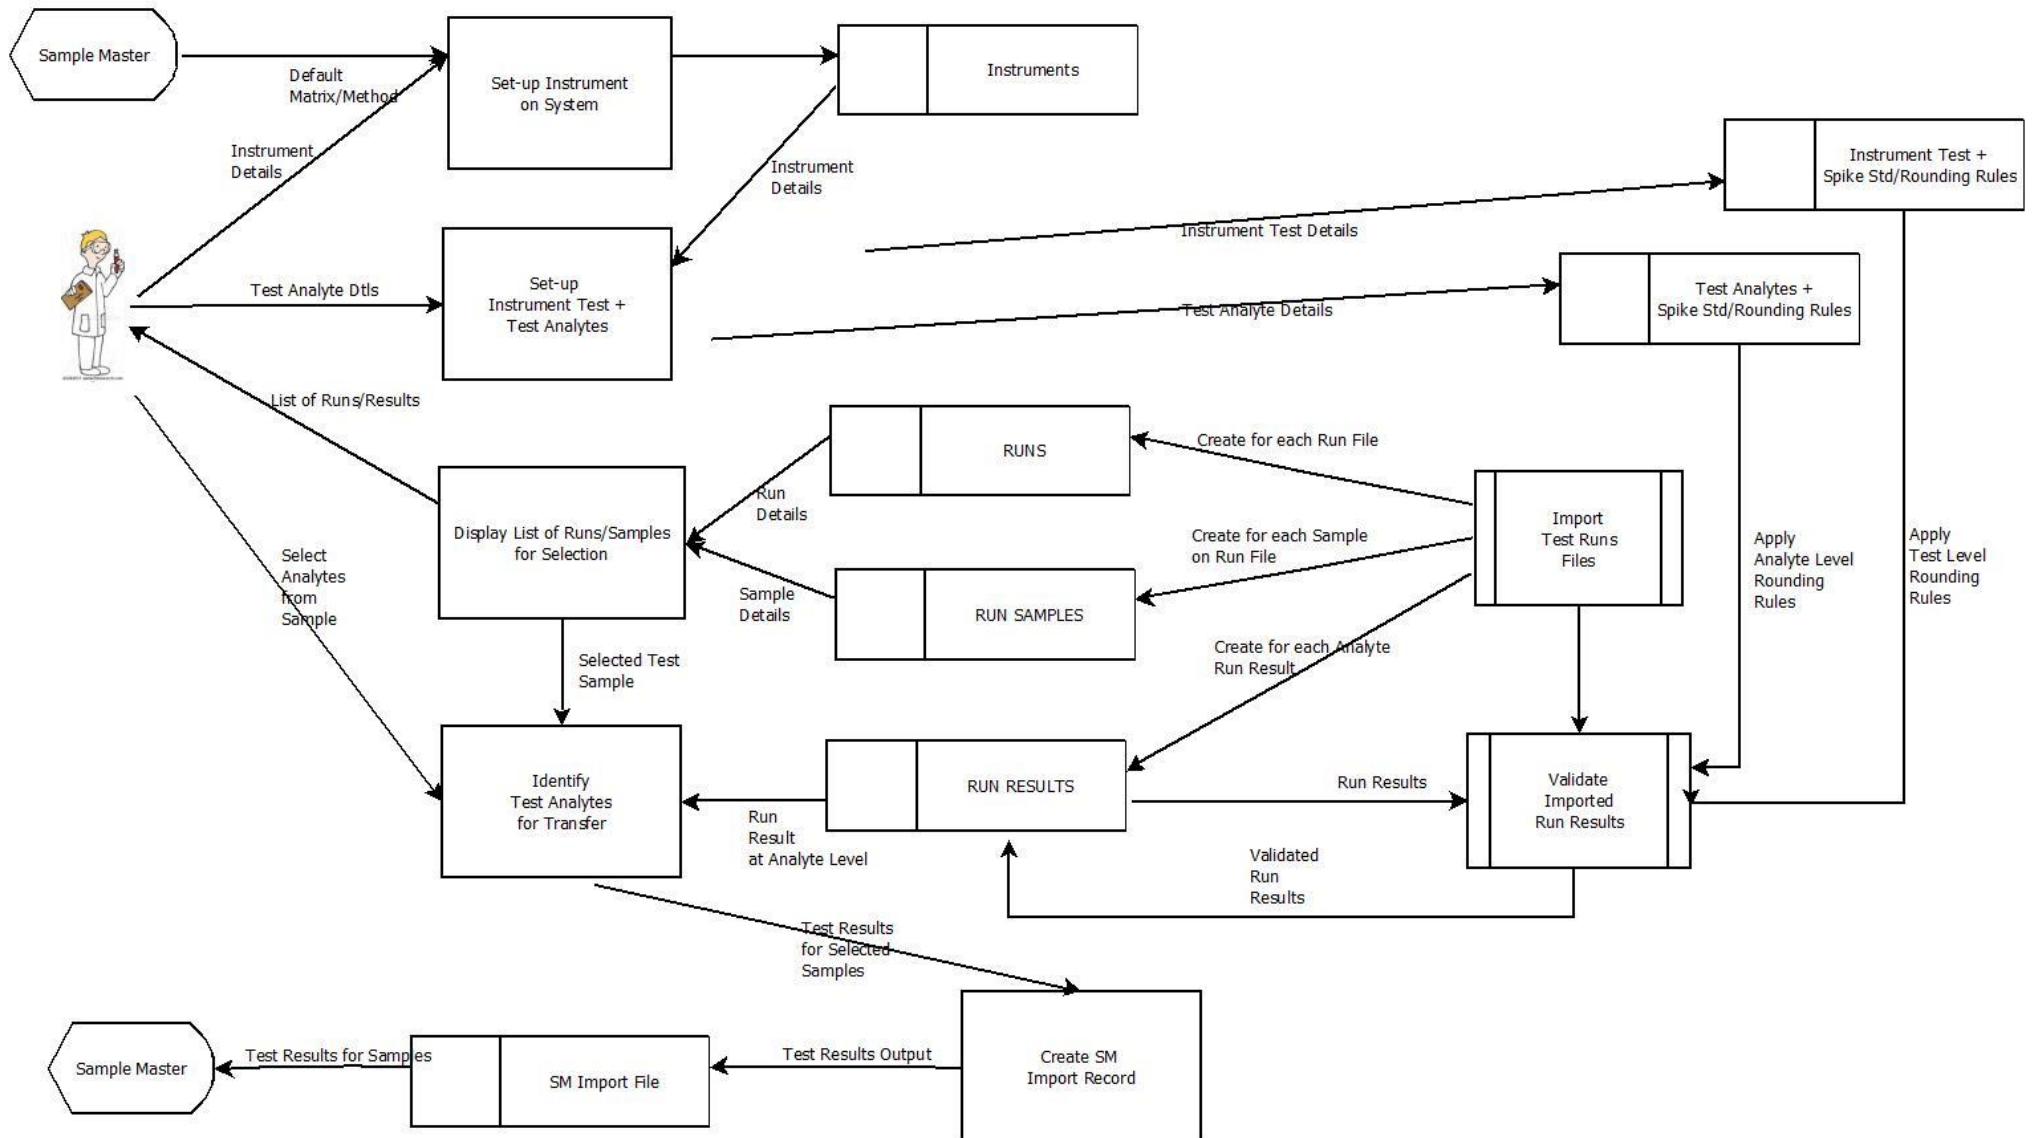 Sample Master
Default
Matrix/Method
Set-up Instrument
on System
Instruments
Instrument
Details
Instrument
Details
Instrument Test +
Spike Std/Rounding Rules
Instrument Test Details
Test Analyte Dtls
Set-up
Instrument Test +
Test Analytes
Test Analyte Details
Test Analytes +
Spike Std/Rounding Rules
List of Runs/Results
RUNS
Create for each Run File
Run
Details
Display List of Runs/Samples
for Selection
Import
Test Runs
Files
Create for each Sample
on Run File
Apply
Analyte Level
Rounding
Rules
Apply
Test Level
Rounding
Rules
Select
Analytes
from
Sample
Sample
Details
RUN SAMPLES
Create for each Analyte
Run Result
Selected Test
Sample
Identify
Test Analytes
for Transfer
RUN RESULTS
Run Results
Validate
Imported
Run Results
Run
Result
at Analyte Level
Validated
Run
Results
Test Results
for Selected
Samples
Sample Master
Test Results for Samples
SM Import File
Test Results Output
Create SM
Import Record